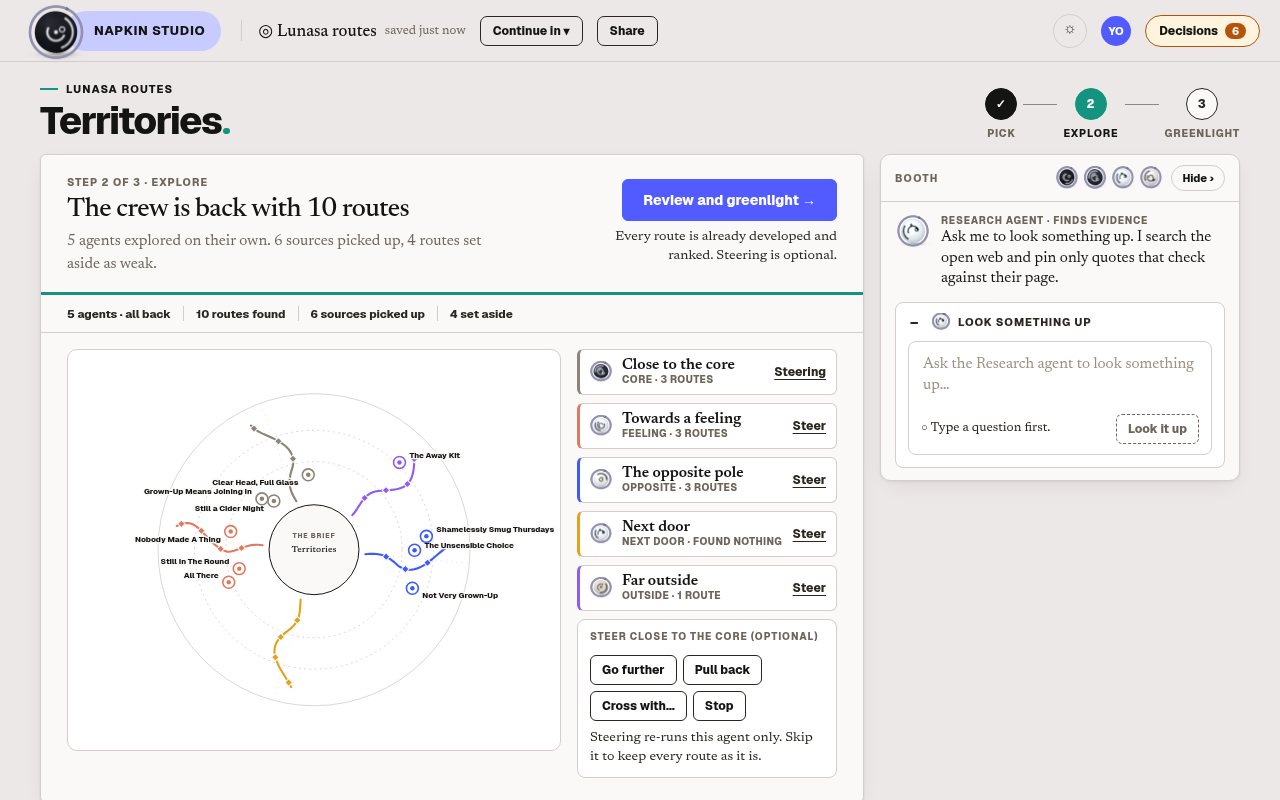 NAPKIN STUDIO
◎ Lunasa routes saved just now
Continue in ▾
Share
☼
YO
Decisions 6
LUNASA ROUTES
Territories.
✓ 2 3
PICK EXPLORE GREENLIGHT
STEP 2 OF 3 · EXPLORE
The crew is back with 10 routes
5 agents explored on their own. 6 sources picked up, 4 routes set
aside as weak.
Review and greenlight →
Every route is already developed and
ranked. Steering is optional.
5 agents · all back
10 routes found
6 sources picked up
4 set aside
The Away Kit
Clear Head, Full Glass
Grown-Up Means Joining In
Still a Cider Night
Shamelessly Smug Thursdays
Nobody Made A Thing
The Unsensible Choice
THE BRIEF
Territories
Still In The Round
All There
Not Very Grown-Up
Close to the core
CORE · 3 ROUTES
Steering
Towards a feeling
FEELING · 3 ROUTES
Steer
The opposite pole
OPPOSITE · 3 ROUTES
Steer
Next door
NEXT DOOR · FOUND NOTHING
Steer
Far outside
OUTSIDE · 1 ROUTE
Steer
STEER CLOSE TO THE CORE (OPTIONAL)
Go further
Pull back
Cross with...
Stop
Steering re-runs this agent only. Skip
it to keep every route as it is.
BOOTH
Hide ›
RESEARCH AGENT · FINDS EVIDENCE
Ask me to look something up. I search the
open web and pin only quotes that check
against their page.
– LOOK SOMETHING UP
Ask the Research agent to look something
up...
○ Type a question first.
Look it up